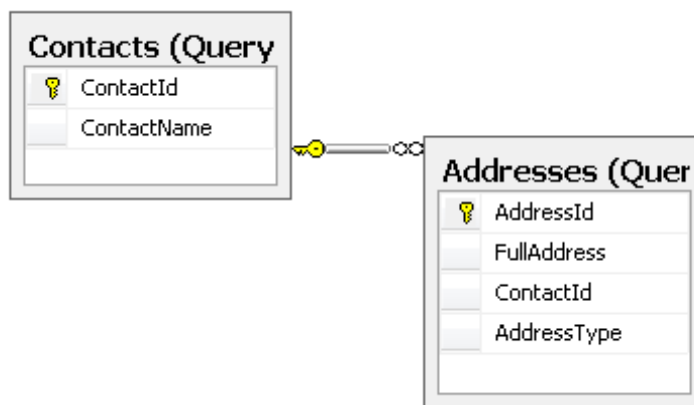 Contacts (Query
ContactId
ContactName
Addresses (Quer
AddressId
FullAddress
ContactId
AddressType